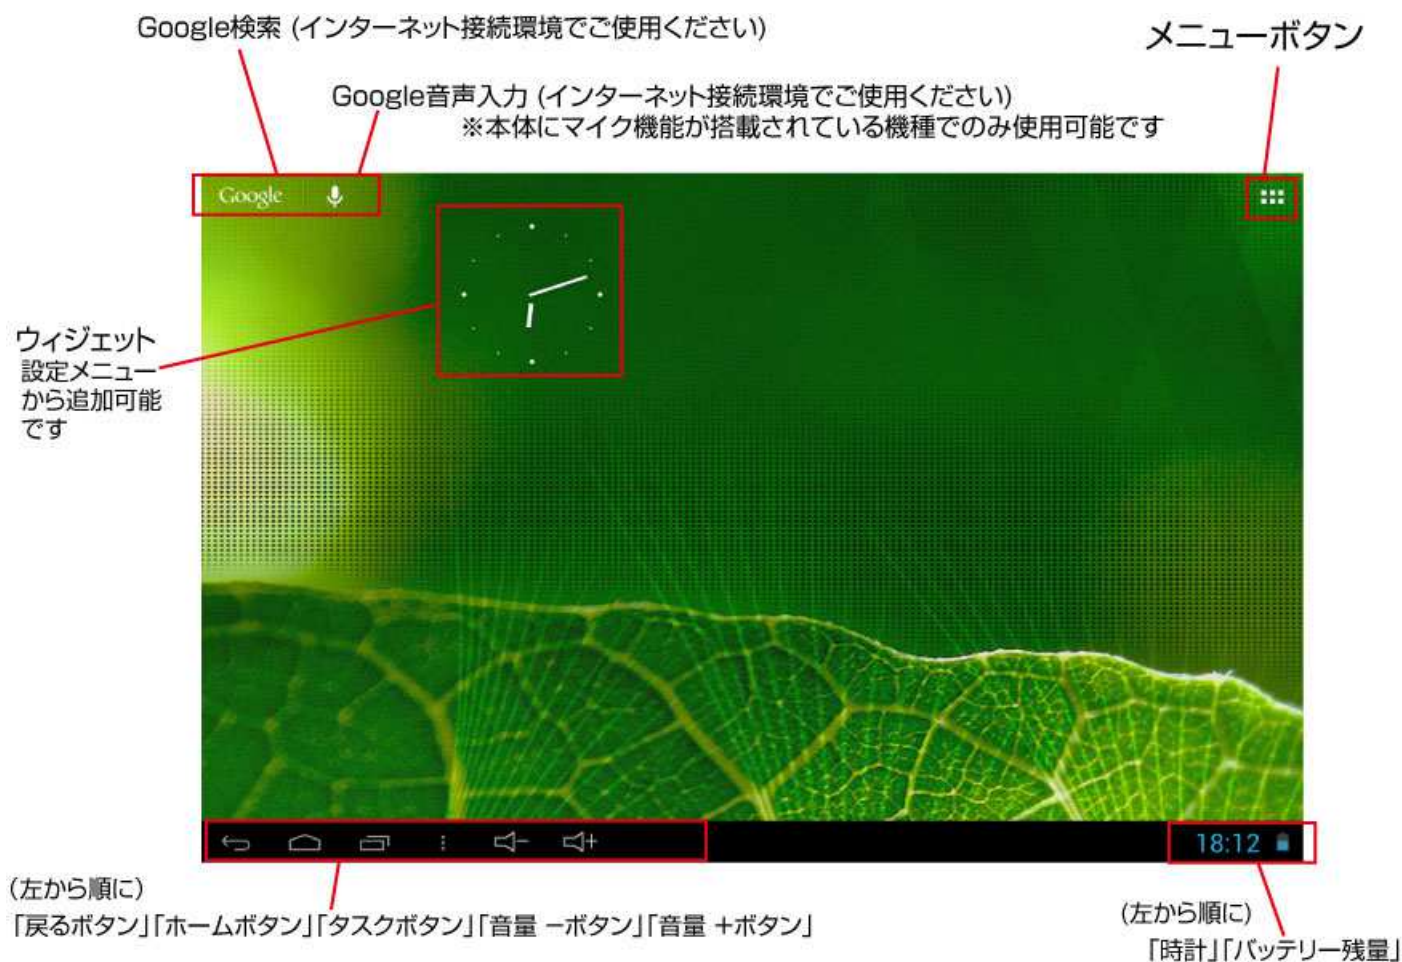 Google検索 (インターネット接続環境でご使用ください)
メニューボタン
Google音声入力 (インターネット接続環境でご使用ください)
※本体にマイク機能が搭載されている機種でのみ使用可能です
Google
ウィジェット
設定メニュー
から追加可能
です
18:12
(左から順に)
「戻るボタン」「ホームボタン」「タスクボタン」「音量 −ボタン」「音量 +ボタン」
(左から順に)
「時計」「バッテリー残量」